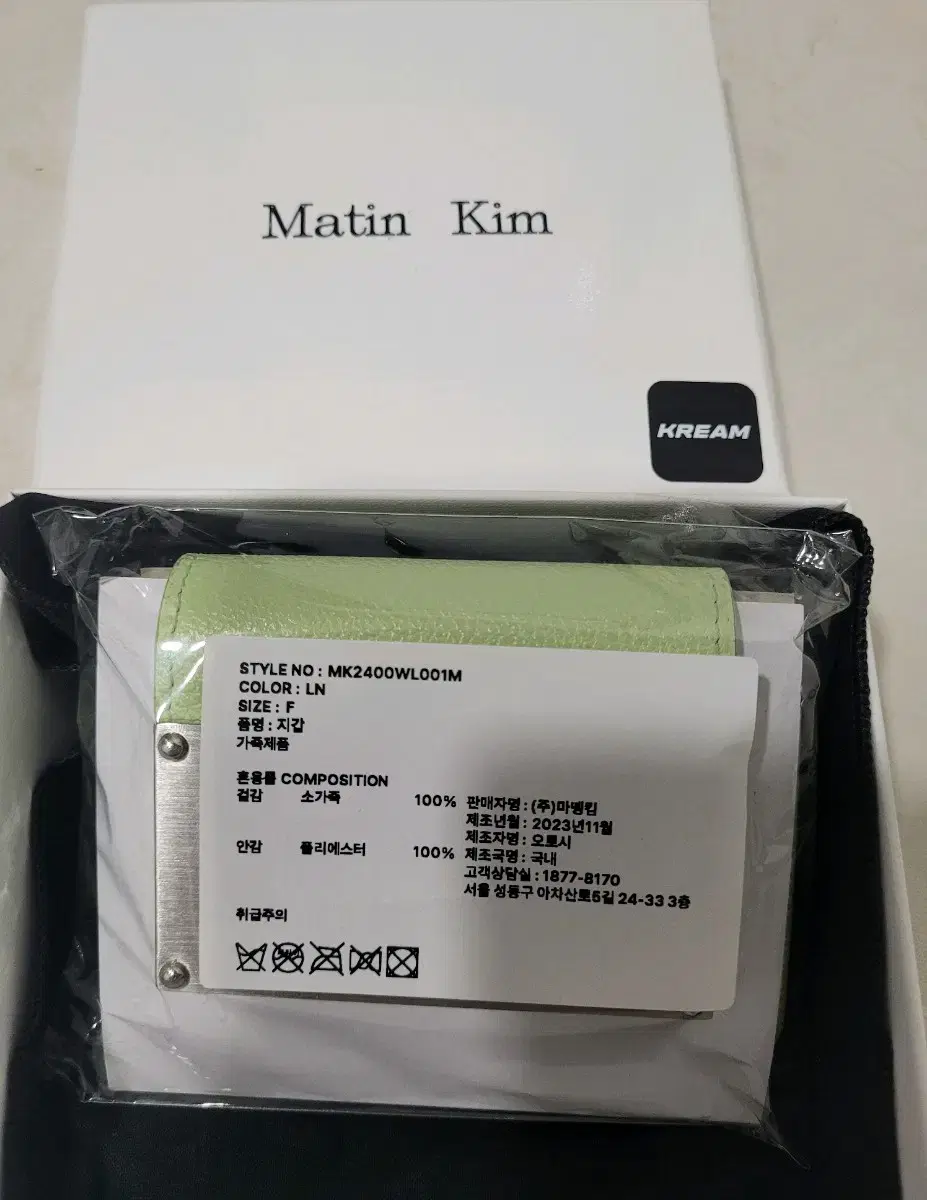 Matin Kim
KREAM
STYLE NO : MK2400WL001M
COLOR : LN
SIZE : F
품명 : 지갑
가죽제품
혼용률 COMPOSITION
겉감 소가죽 100%
안감 폴리에스터 100%
판매자명 : (주)마뗑킴
제조년월 : 2023년11월
제조자명 : 오로시
제조국명 : 국내
고객상담실 : 1877-8170
서울 성동구 아차산로5길 24-33 3층
취급주의